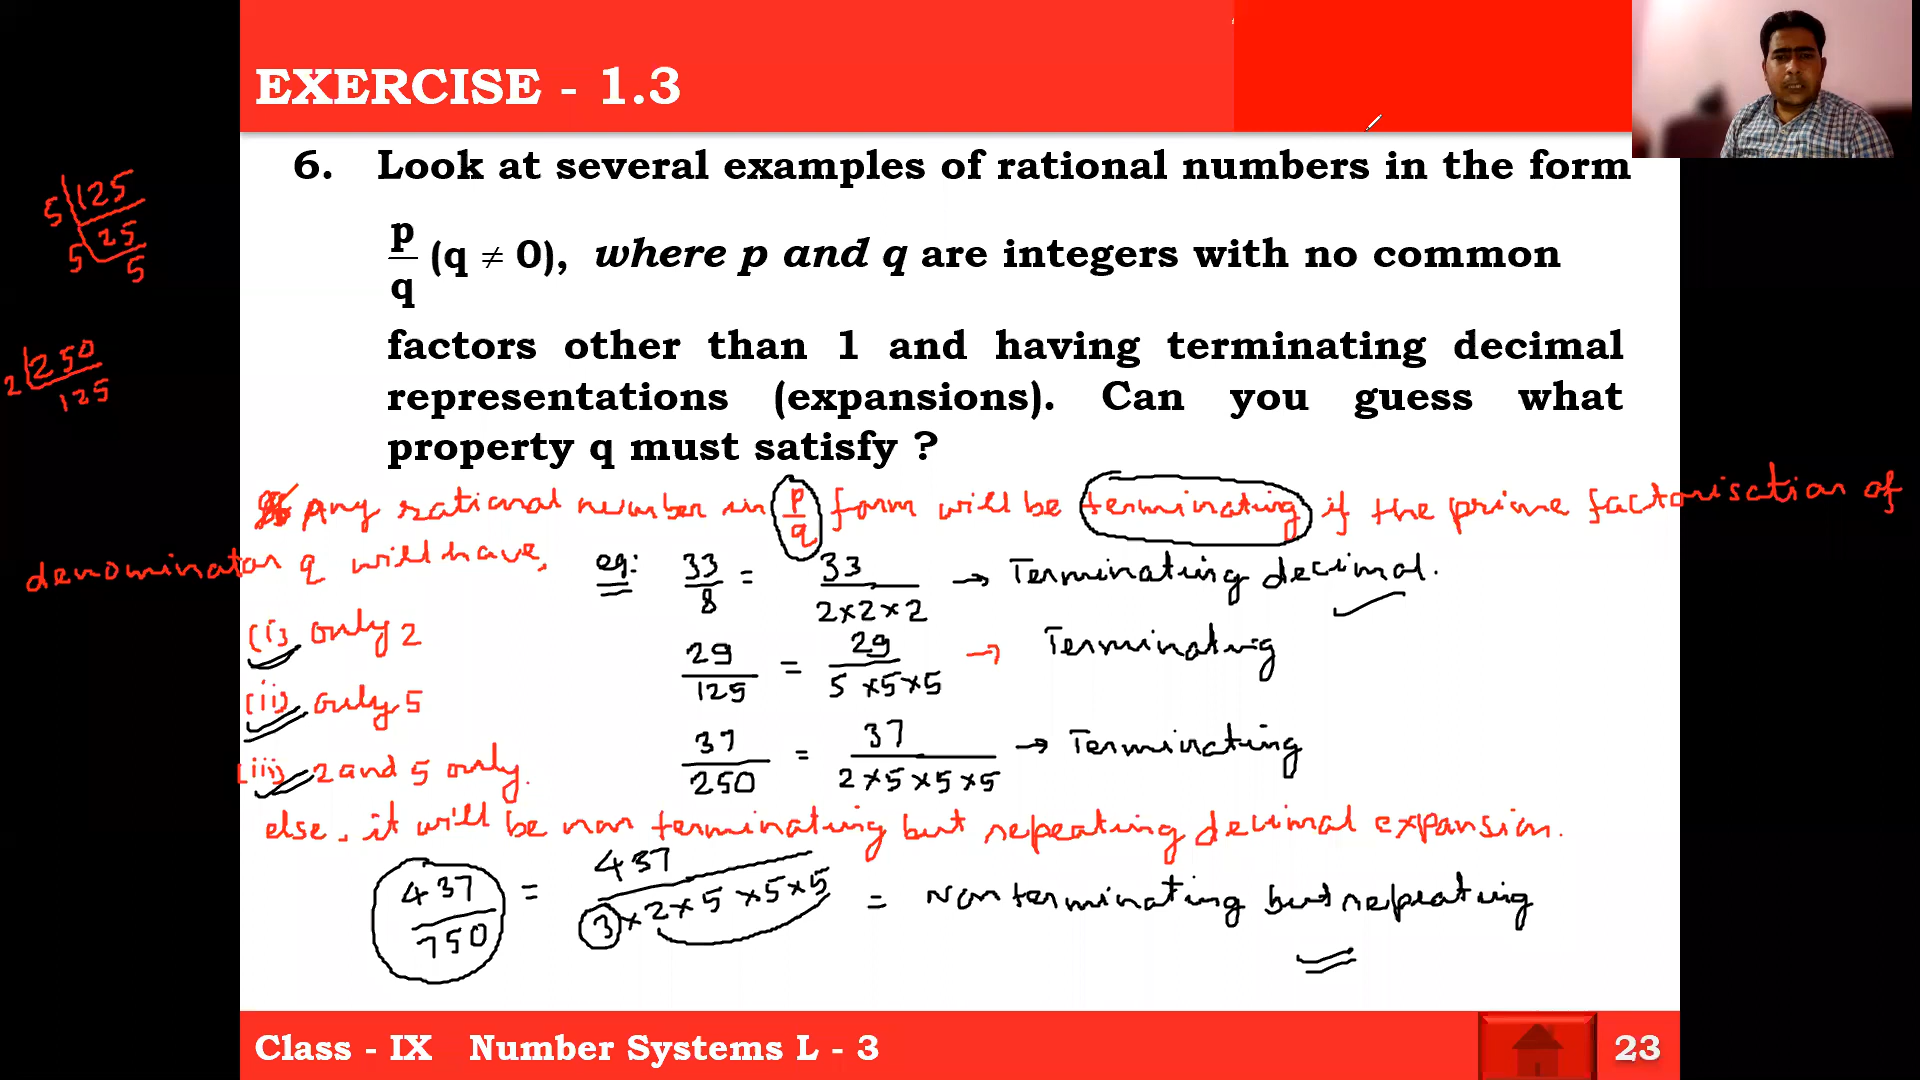 EXERCISE - 1.3
6. Look at several examples of rational numbers in the form
p/q (q ≠ 0), where p and q are integers with no common
factors other than 1 and having terminating decimal
representations (expansions). Can you guess what
property q must satisfy ?
5 125
5 25
5
2 250
125
Any rational number in p/q form will be terminating if the prime factorisation of
denominator q will have,
eg: 33/8 = 33/(2×2×2) → Terminating decimal.
(i) only 2
29/125 = 29/(5×5×5) → Terminating
(ii) only 5
37/250 = 37/(2×5×5×5) → Terminating
(iii) 2 and 5 only.
else, it will be non terminating but repeating decimal expansion.
437/750 = 437/(3×2×5×5×5) = Non terminating but repeating
Class - IX Number Systems L - 3
23